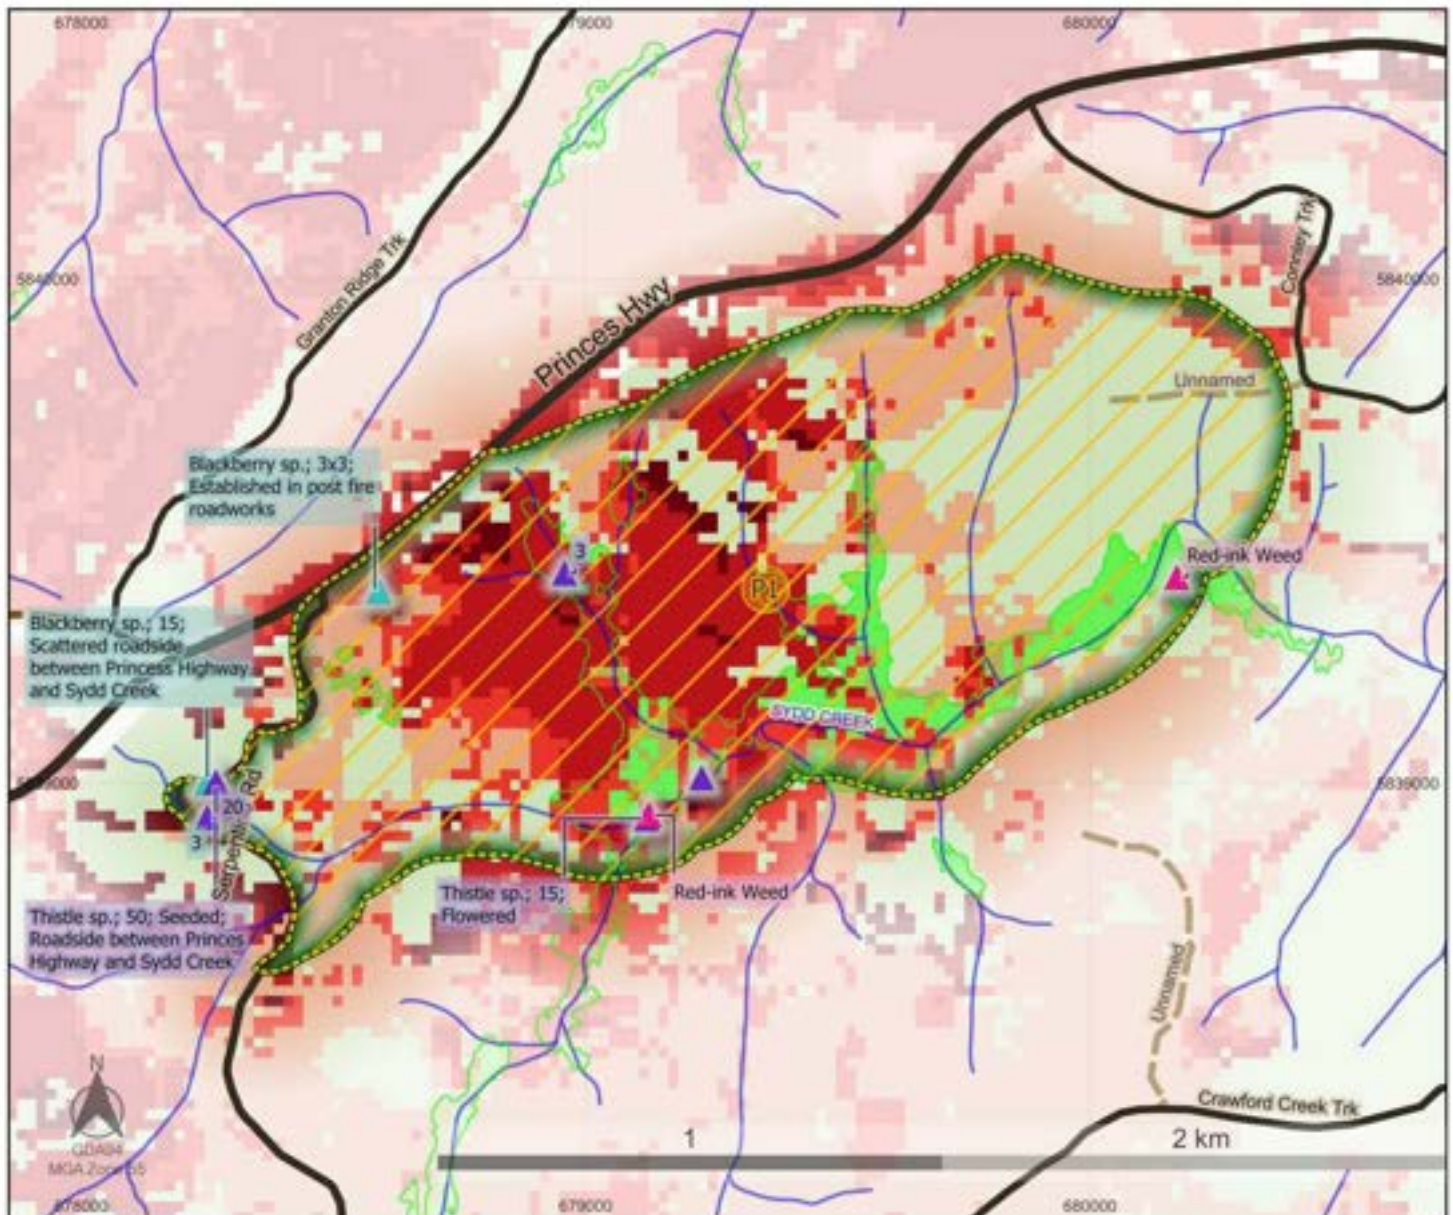 678000
679000
680000
5840000
5840000
Granton Ridge Trk
Princes Hwy
Connley Trk
Unnamed
Blackberry sp.; 3x3;
Established in post fire
roadworks
3
P1
Red-ink Weed
Blackberry sp.; 15;
Scattered roadside
between Princess Highway
and Sydd Creek
SYDD CREEK
5839000
Rd
20
3
Thistle sp.; 15;
Flowered
Red-ink Weed
Thistle sp.; 50; Seeded;
Roadside between Princes
Highway and Sydd Creek
Unnamed
N
GDA94
MGA Zone 55
Crawford Creek Trk
1
2 km
678000
679000
680000